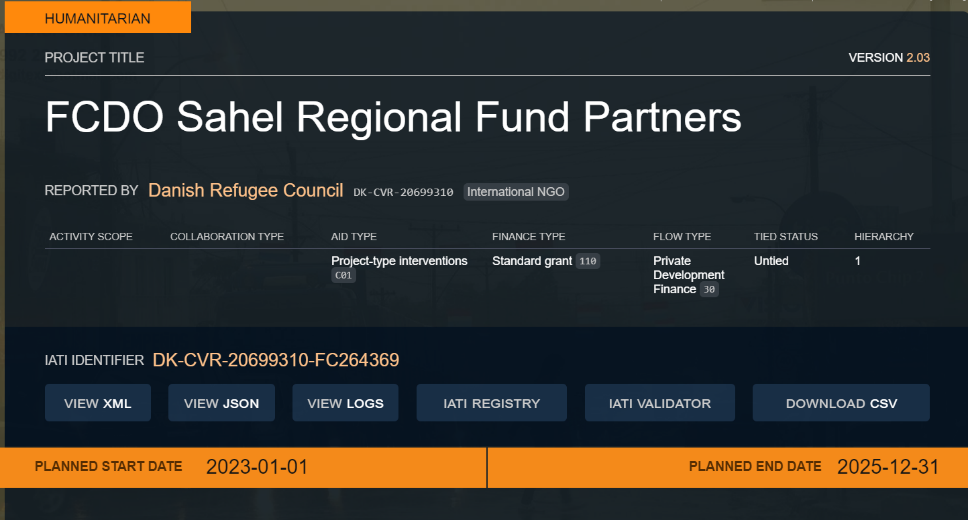 HUMANITARIAN
PROJECT TITLE VERSION 2.03
FCDO Sahel Regional Fund Partners
REPORTED BY Danish Refugee Council DK-CVR-20699310 International NGO
ACTIVITY SCOPE COLLABORATION TYPE AID TYPE FINANCE TYPE FLOW TYPE TIED STATUS HIERARCHY
Project-type interventions Standard grant 110 Private Untied 1
C01 Development
Finance 30
IATI IDENTIFIER DK-CVR-20699310-FC264369
VIEW XML VIEW JSON VIEW LOGS IATI REGISTRY IATI VALIDATOR DOWNLOAD CSV
PLANNED START DATE 2023-01-01 PLANNED END DATE 2025-12-31